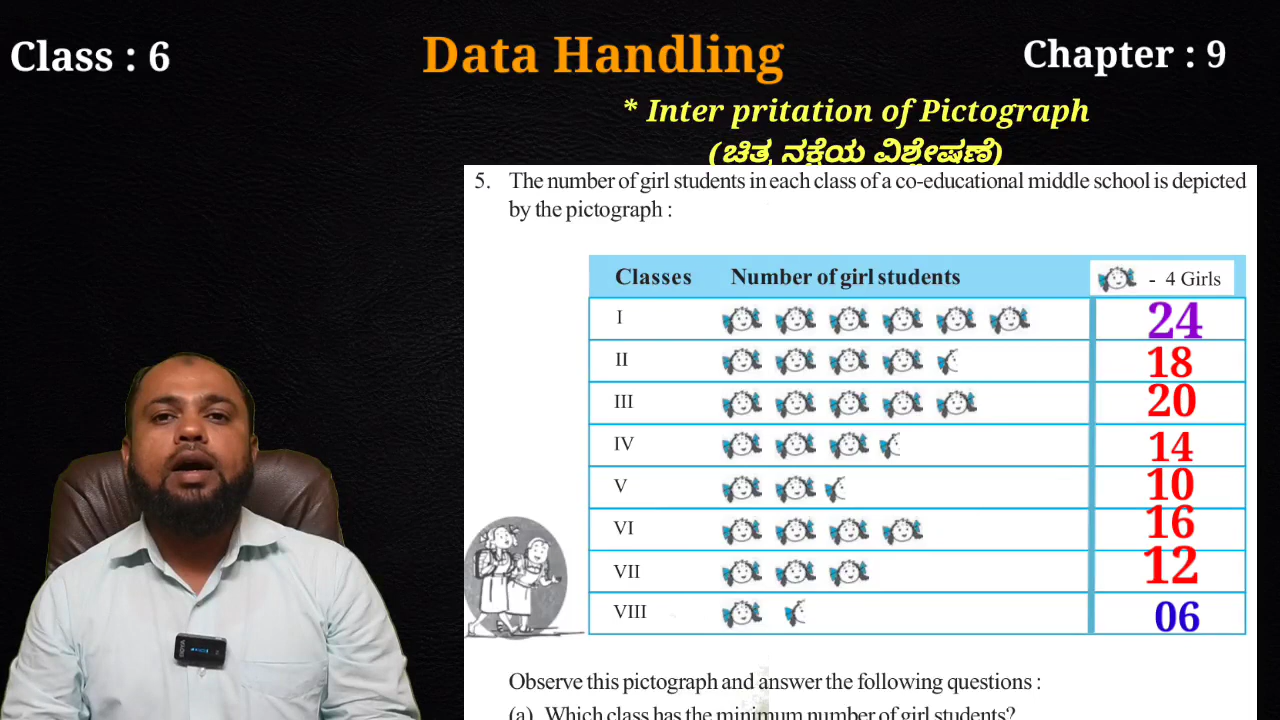 Class : 6
Data Handling
Chapter : 9
* Inter pritation of Pictograph
(ಚಿತ್ರ ನಕ್ಷೆಯ ವಿಶ್ಲೇಷಣೆ)
5. The number of girl students in each class of a co-educational middle school is depicted
by the pictograph :
Classes Number of girl students - 4 Girls
I 24
II 18
III 20
IV 14
V 10
VI 16
VII 12
VIII 06
Observe this pictograph and answer the following questions :
(a) Which class has the minimum number of girl students?